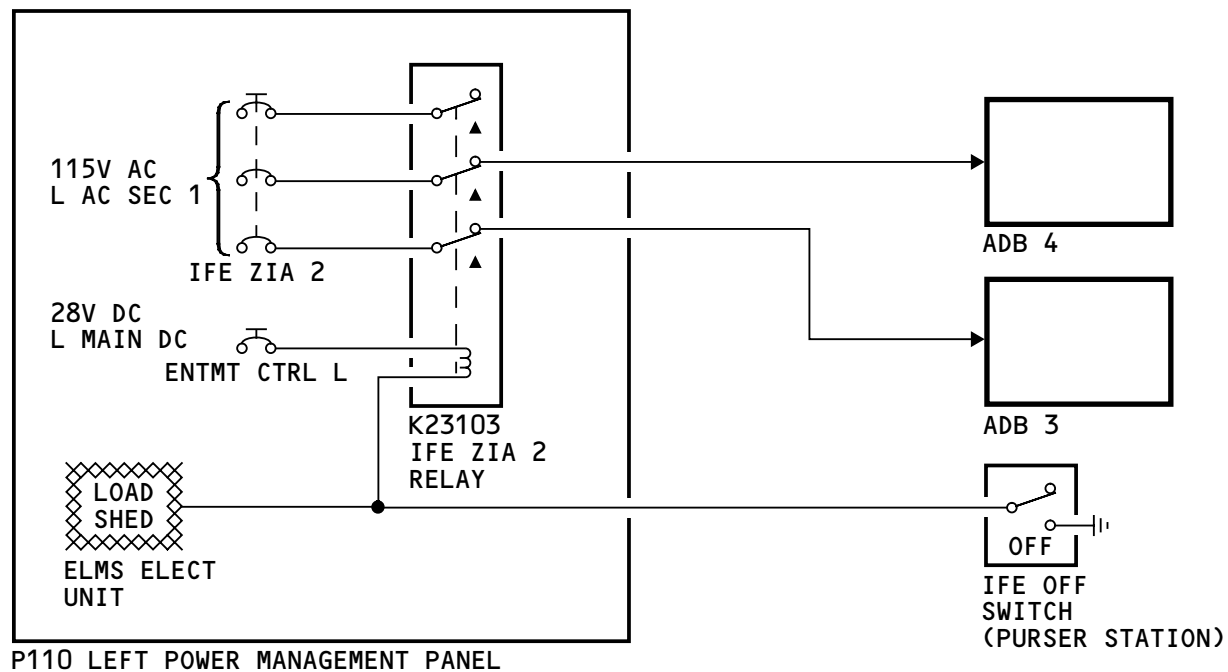 115V AC
L AC SEC 1
IFE ZIA 2
28V DC
L MAIN DC
ENTMT CTRL L
K23103
IFE ZIA 2
RELAY
LOAD
SHED
ELMS ELECT
UNIT
P110 LEFT POWER MANAGEMENT PANEL
ADB 4
ADB 3
OFF
IFE OFF
SWITCH
(PURSER STATION)